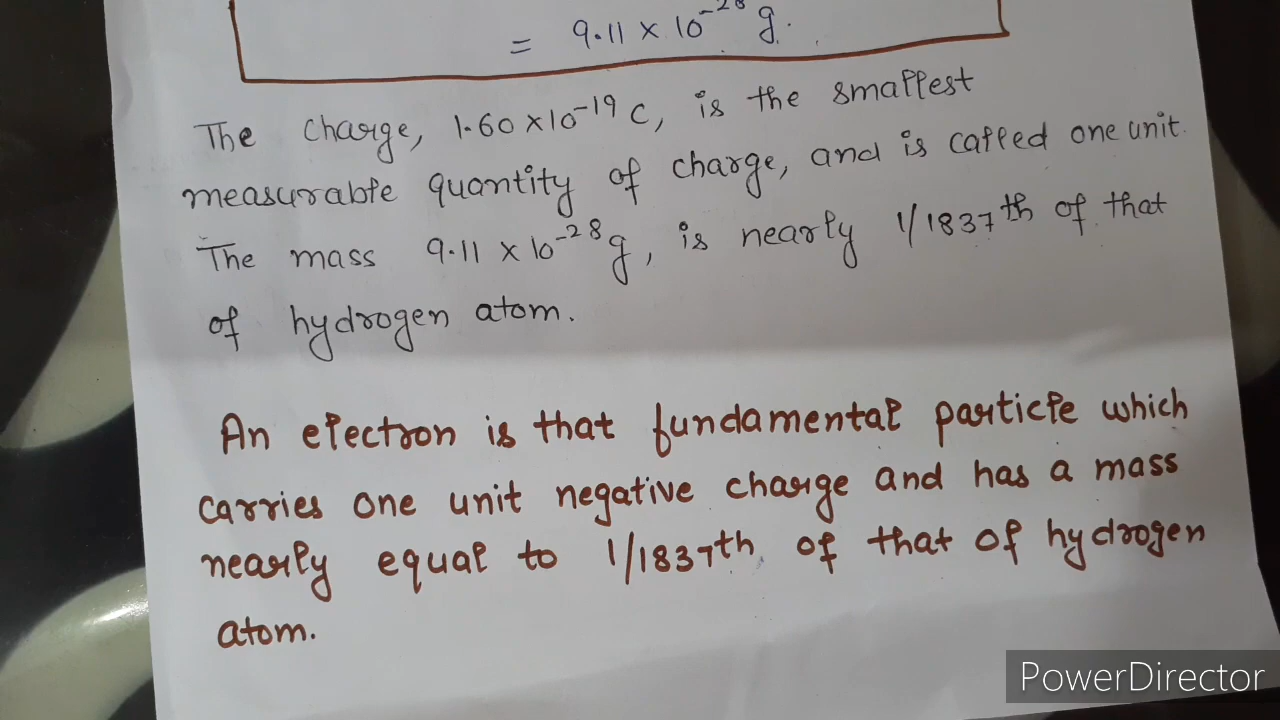 = 9.11 × 10⁻²⁸ g.
The charge, 1.60 × 10⁻¹⁹ C, is the smallest
measurable quantity of charge, and is called one unit.
The mass 9.11 × 10⁻²⁸ g, is nearly 1/1837th of that
of hydrogen atom.
An electron is that fundamental particle which
carries one unit negative charge and has a mass
nearly equal to 1/1837th of that of hydrogen
atom.
PowerDirector